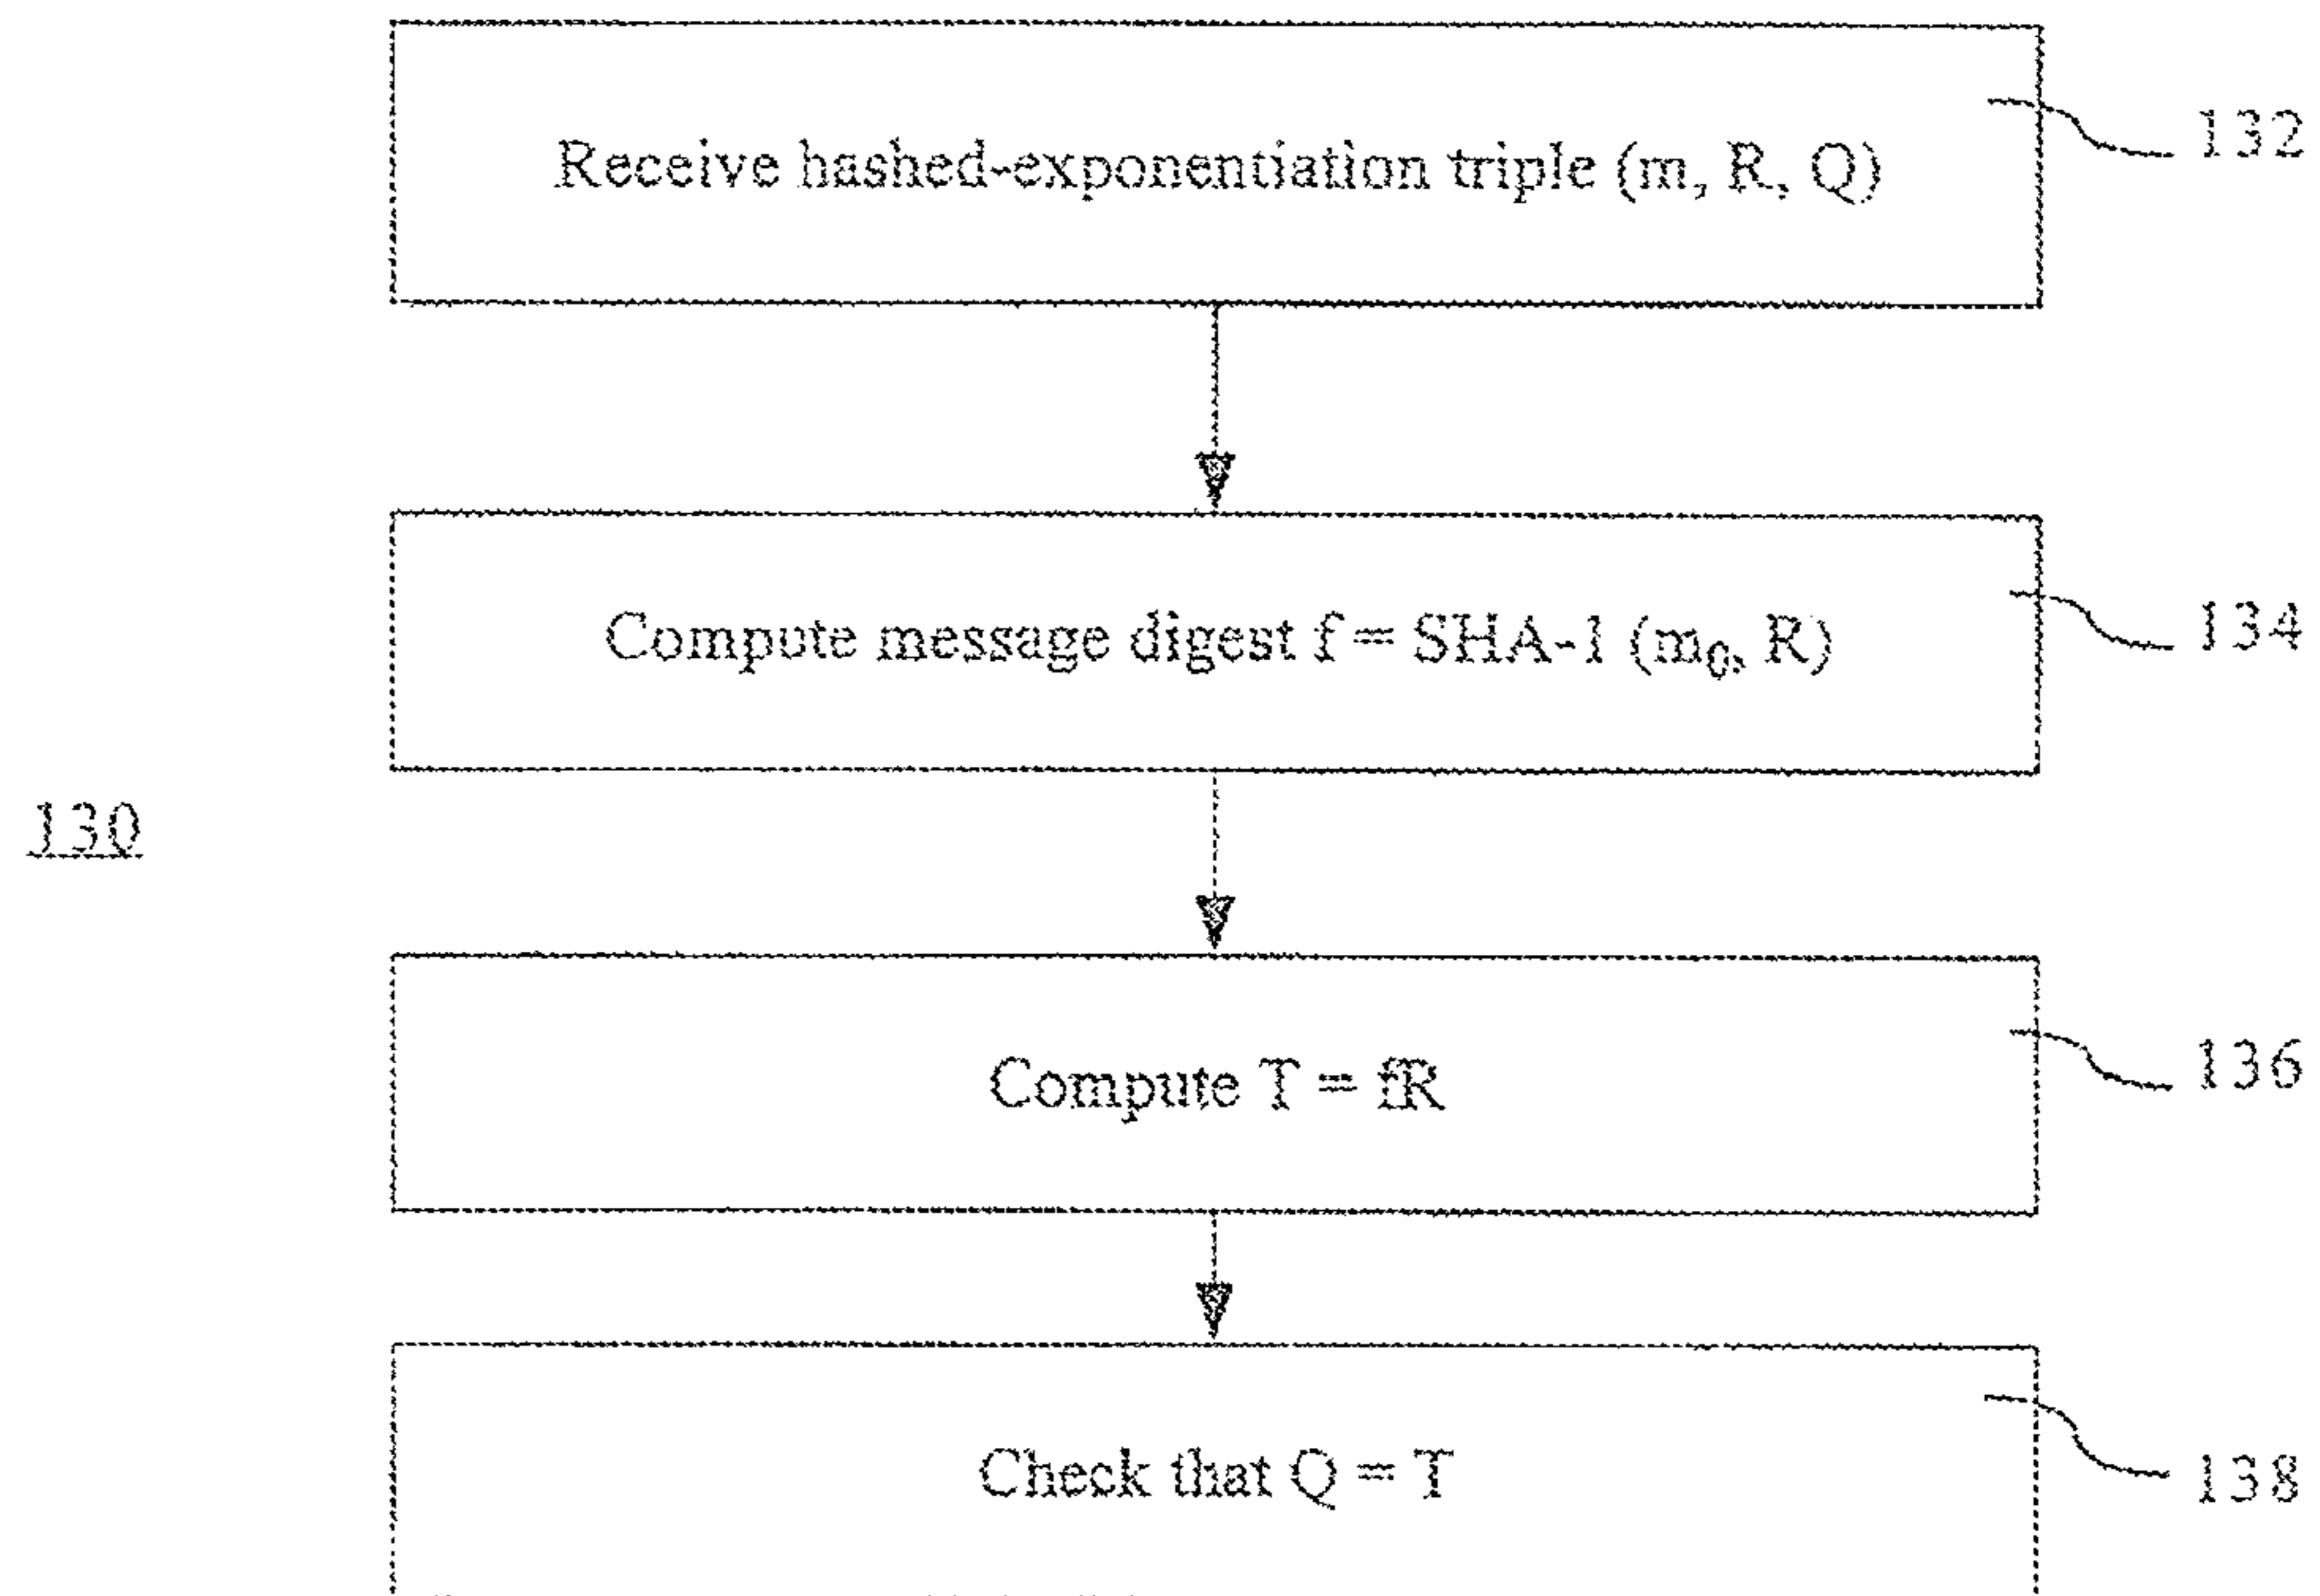 Receive hashed-exponentiation triple (m, R, Q)
132
Compute message digest f = SHA-1 (m₀, R)
134
130
Compute T = fR
136
Check that Q = T
138